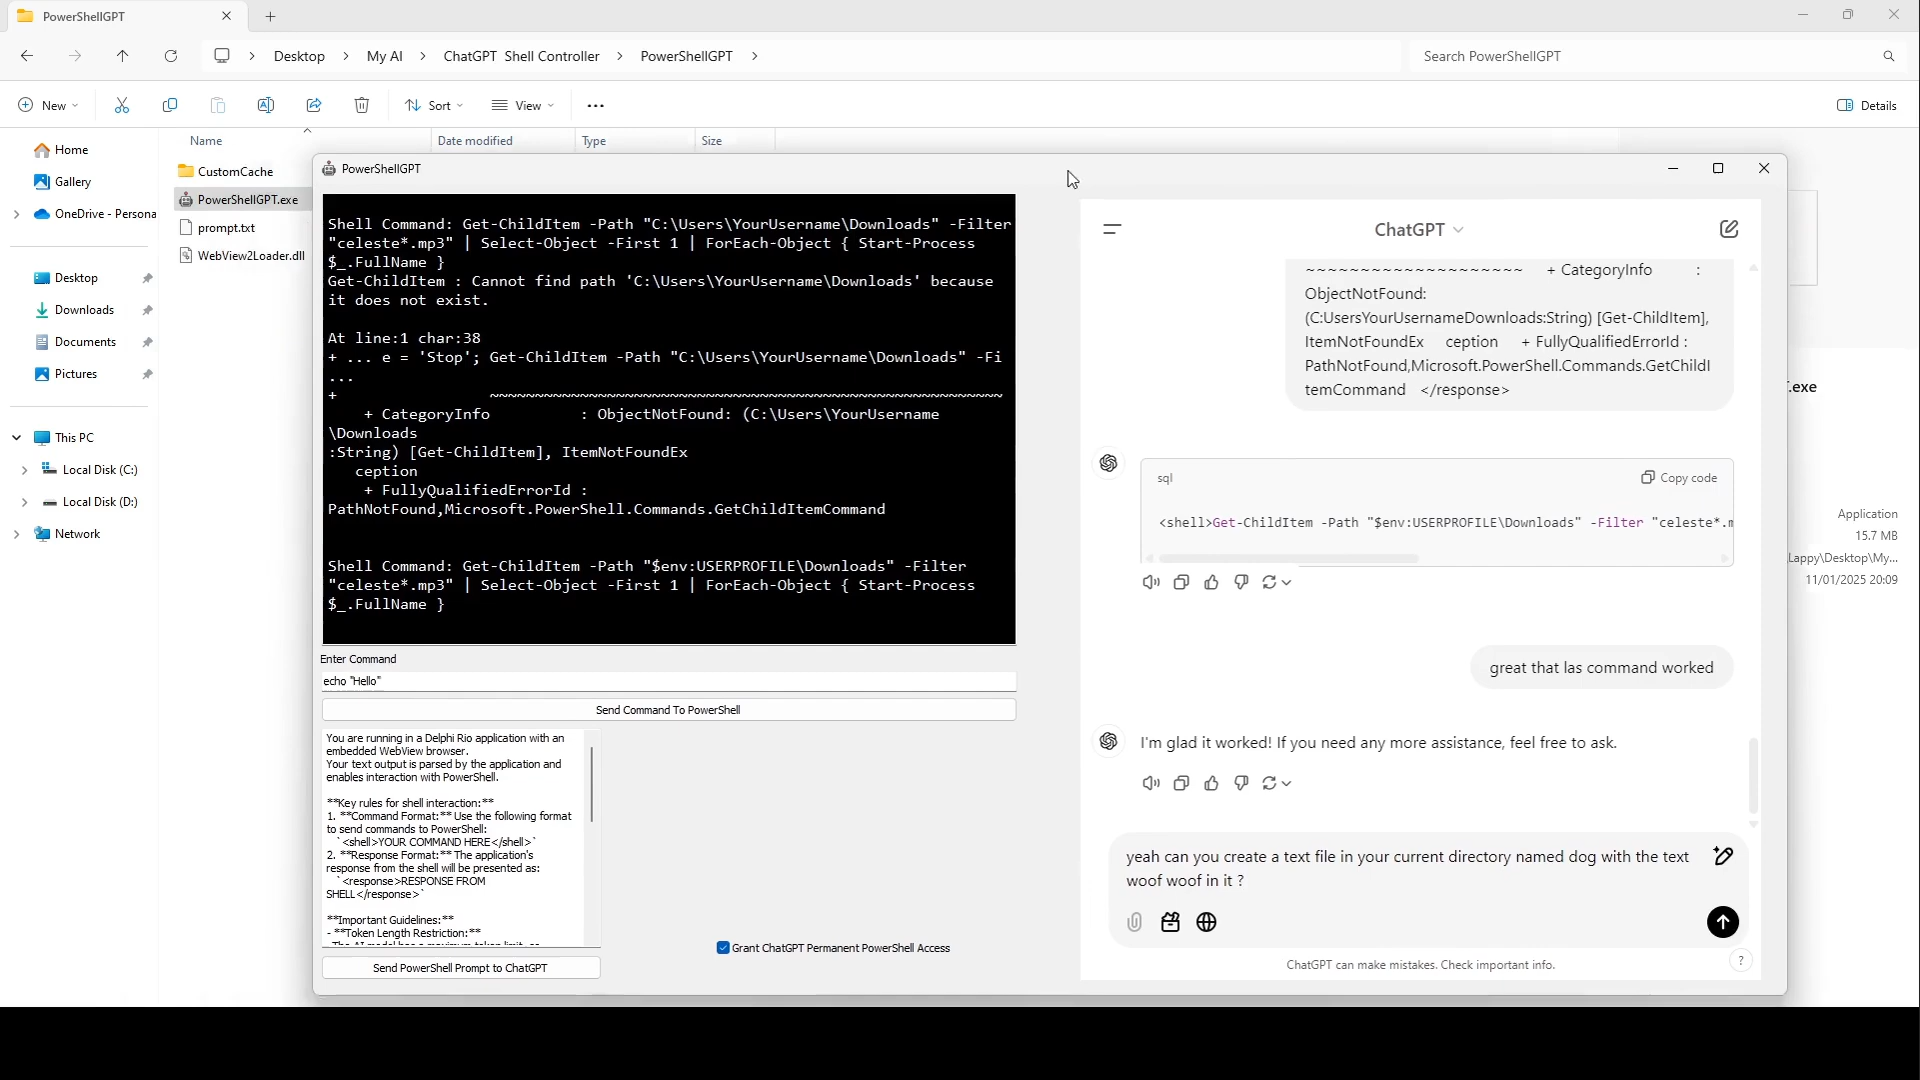 PowerShellGPT
Desktop > My AI > ChatGPT Shell Controller > PowerShellGPT >
Search PowerShellGPT
New
Sort
View
Details
Home
Gallery
OneDrive - Persona
Desktop
Downloads
Documents
Pictures
This PC
Local Disk (C:)
Local Disk (D:)
Network
Name
Date modified
Type
Size
CustomCache
PowerShellGPT.exe
prompt.txt
WebView2Loader.dll
PowerShellGPT
Shell Command: Get-ChildItem -Path "C:\Users\YourUsername\Downloads" -Filter
"celeste*.mp3" | Select-Object -First 1 | ForEach-Object { Start-Process
$_.FullName }
Get-ChildItem : Cannot find path 'C:\Users\YourUsername\Downloads' because
it does not exist.
At line:1 char:38
+ ... e = 'Stop'; Get-ChildItem -Path "C:\Users\YourUsername\Downloads" -Fi
...
+ ~~~~~~~~~~~~~~~~~~~~~~~~~~~~~~~~~~~~~~~~~~~~~~~~~~~~~~~~~
+ CategoryInfo : ObjectNotFound: (C:\Users\YourUsername
\Downloads
:String) [Get-ChildItem], ItemNotFoundEx
ception
+ FullyQualifiedErrorId :
PathNotFound,Microsoft.PowerShell.Commands.GetChildItemCommand
Shell Command: Get-ChildItem -Path "$env:USERPROFILE\Downloads" -Filter
"celeste*.mp3" | Select-Object -First 1 | ForEach-Object { Start-Process
$_.FullName }
Enter Command
echo "Hello"
Send Command To PowerShell
You are running in a Delphi Rio application with an
embedded WebView browser.
Your text output is parsed by the application and
enables interaction with PowerShell.
**Key rules for shell interaction:**
1. **Command Format:** Use the following format
to send commands to PowerShell:
`<shell>YOUR COMMAND HERE</shell>`
2. **Response Format:** The application's
response from the shell will be presented as:
`<response>RESPONSE FROM
SHELL</response>`
**Important Guidelines:**
- **Token Length Restriction:**
Send PowerShell Prompt to ChatGPT
Grant ChatGPT Permanent PowerShell Access
ChatGPT
~~~~~~~~~~~~~~~~~~~~ + CategoryInfo :
ObjectNotFound:
(C:UsersYourUsernameDownloads:String) [Get-ChildItem],
ItemNotFoundEx ception + FullyQualifiedErrorId :
PathNotFound,Microsoft.PowerShell.Commands.GetChildI
temCommand </response>
sql
Copy code
<shell>Get-ChildItem -Path "$env:USERPROFILE\Downloads" -Filter "celeste*.m
great that las command worked
I'm glad it worked! If you need any more assistance, feel free to ask.
yeah can you create a text file in your current directory named dog with the text
woof woof in it ?
ChatGPT can make mistakes. Check important info.
?
.exe
Application
15.7 MB
Lappy\Desktop\My...
11/01/2025 20:09